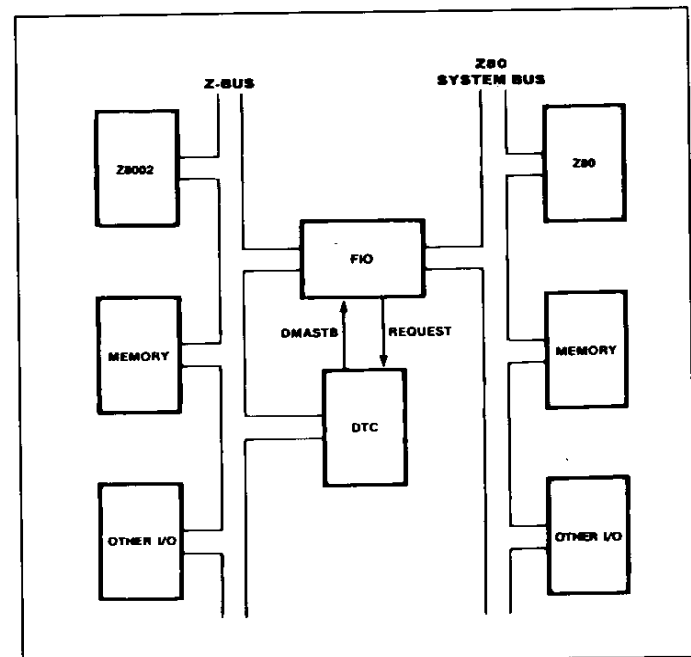 Z-BUS
Z80
SYSTEM BUS
Z8002
Z80
FIO
DMASTB
REQUEST
MEMORY
MEMORY
DTC
OTHER I/O
OTHER I/O